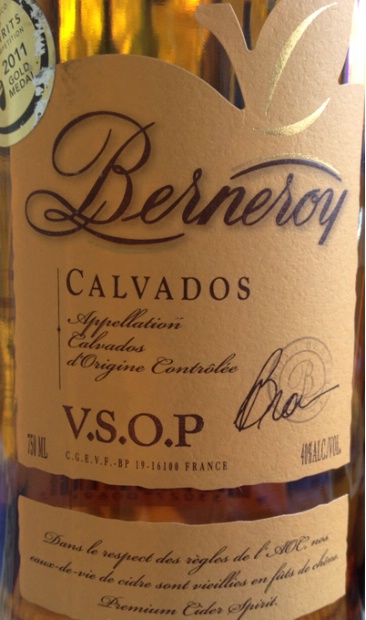 2011
GOLD
MEDAL
Berneroy
CALVADOS
Appellation
Calvados
d'Origine Contrôlée
V.S.O.P
750 ML
C.G.E.V.F.-BP 19-16100 FRANCE
40%ALC./VOL.
Dans le respect des règles de l'AOC, nos
eaux-de-vie de cidre sont vieillies en fûts de chêne.
Premium Cider Spirit.